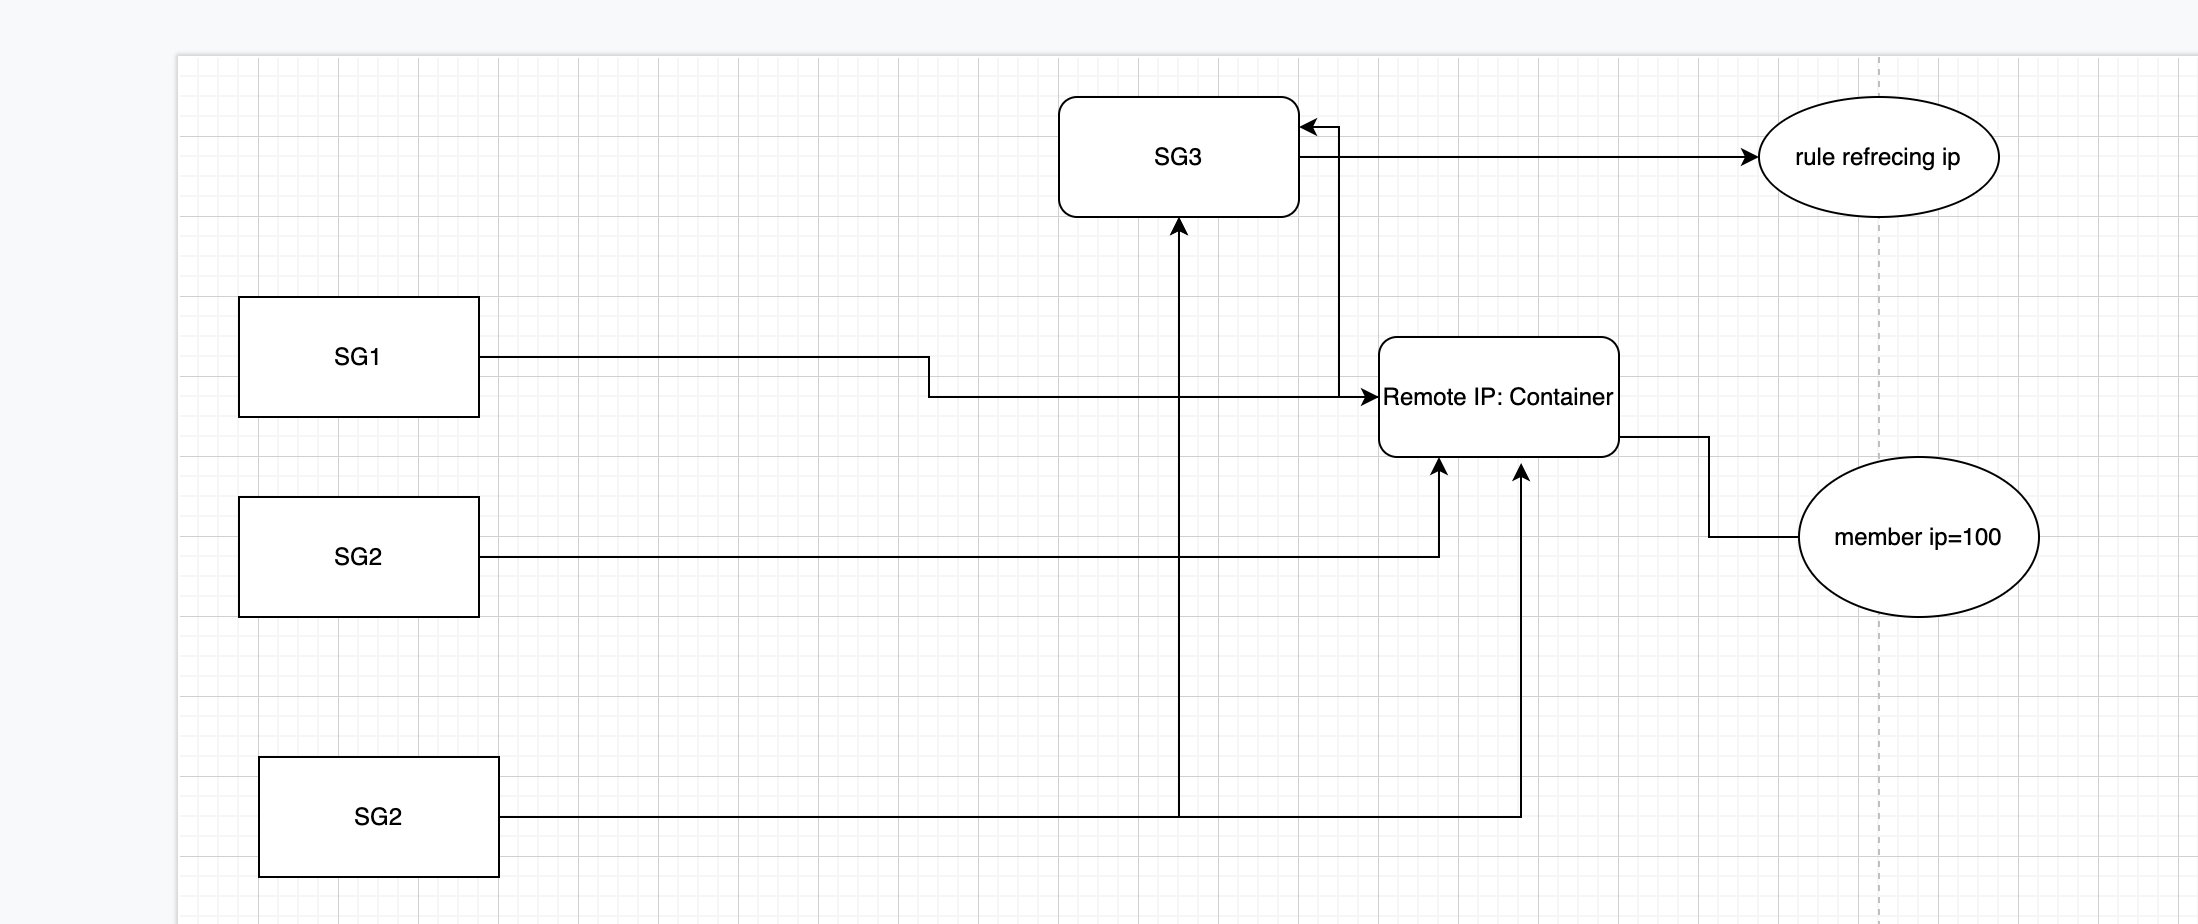 SG3
rule refrecing ip
SG1
Remote IP: Container
SG2
member ip=100
SG2